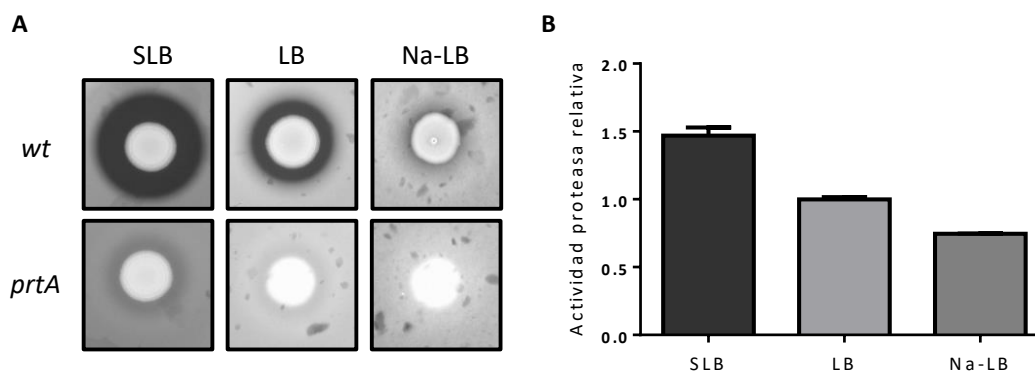 A
SLB LB Na-LB
wt
prtA
B
Actividad proteasa relativa
2.0
1.5
1.0
0.5
0.0
SLB LB Na-LB